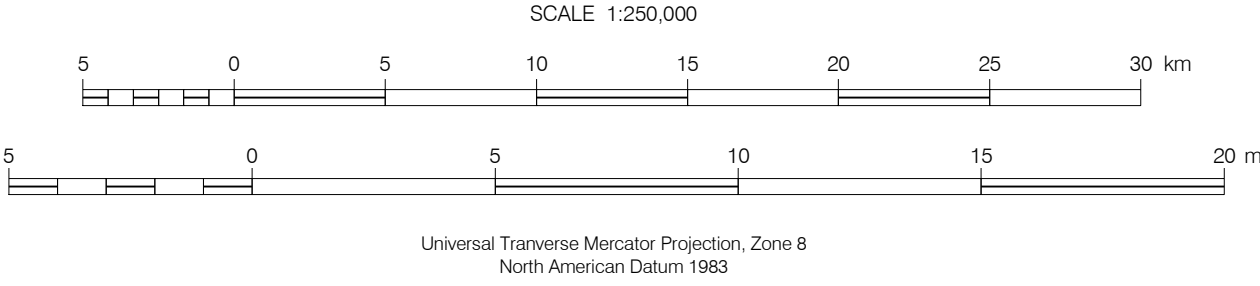 SCALE 1:250,000
5 0 5 10 15 20 25 30 km
5 0 5 10 15 20 m
Universal Tranverse Mercator Projection, Zone 8
North American Datum 1983